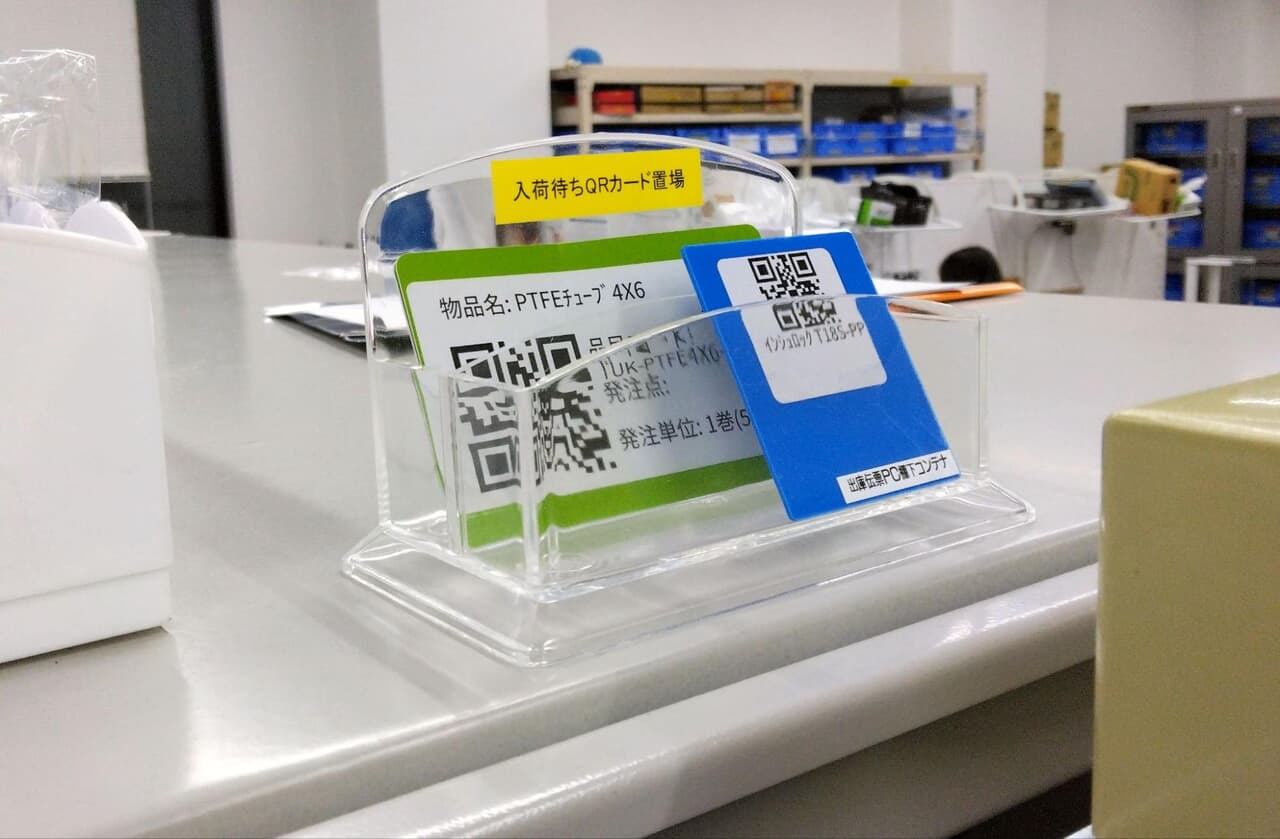 入荷待ちQRカード置場
物品名: PTFEﾁｭｰﾌﾞ 4X6
発注点:
発注単位: 1巻(5
ｲﾝｼｭﾛｯｸ T18S-PP
出庫伝票PC横下コンテナ